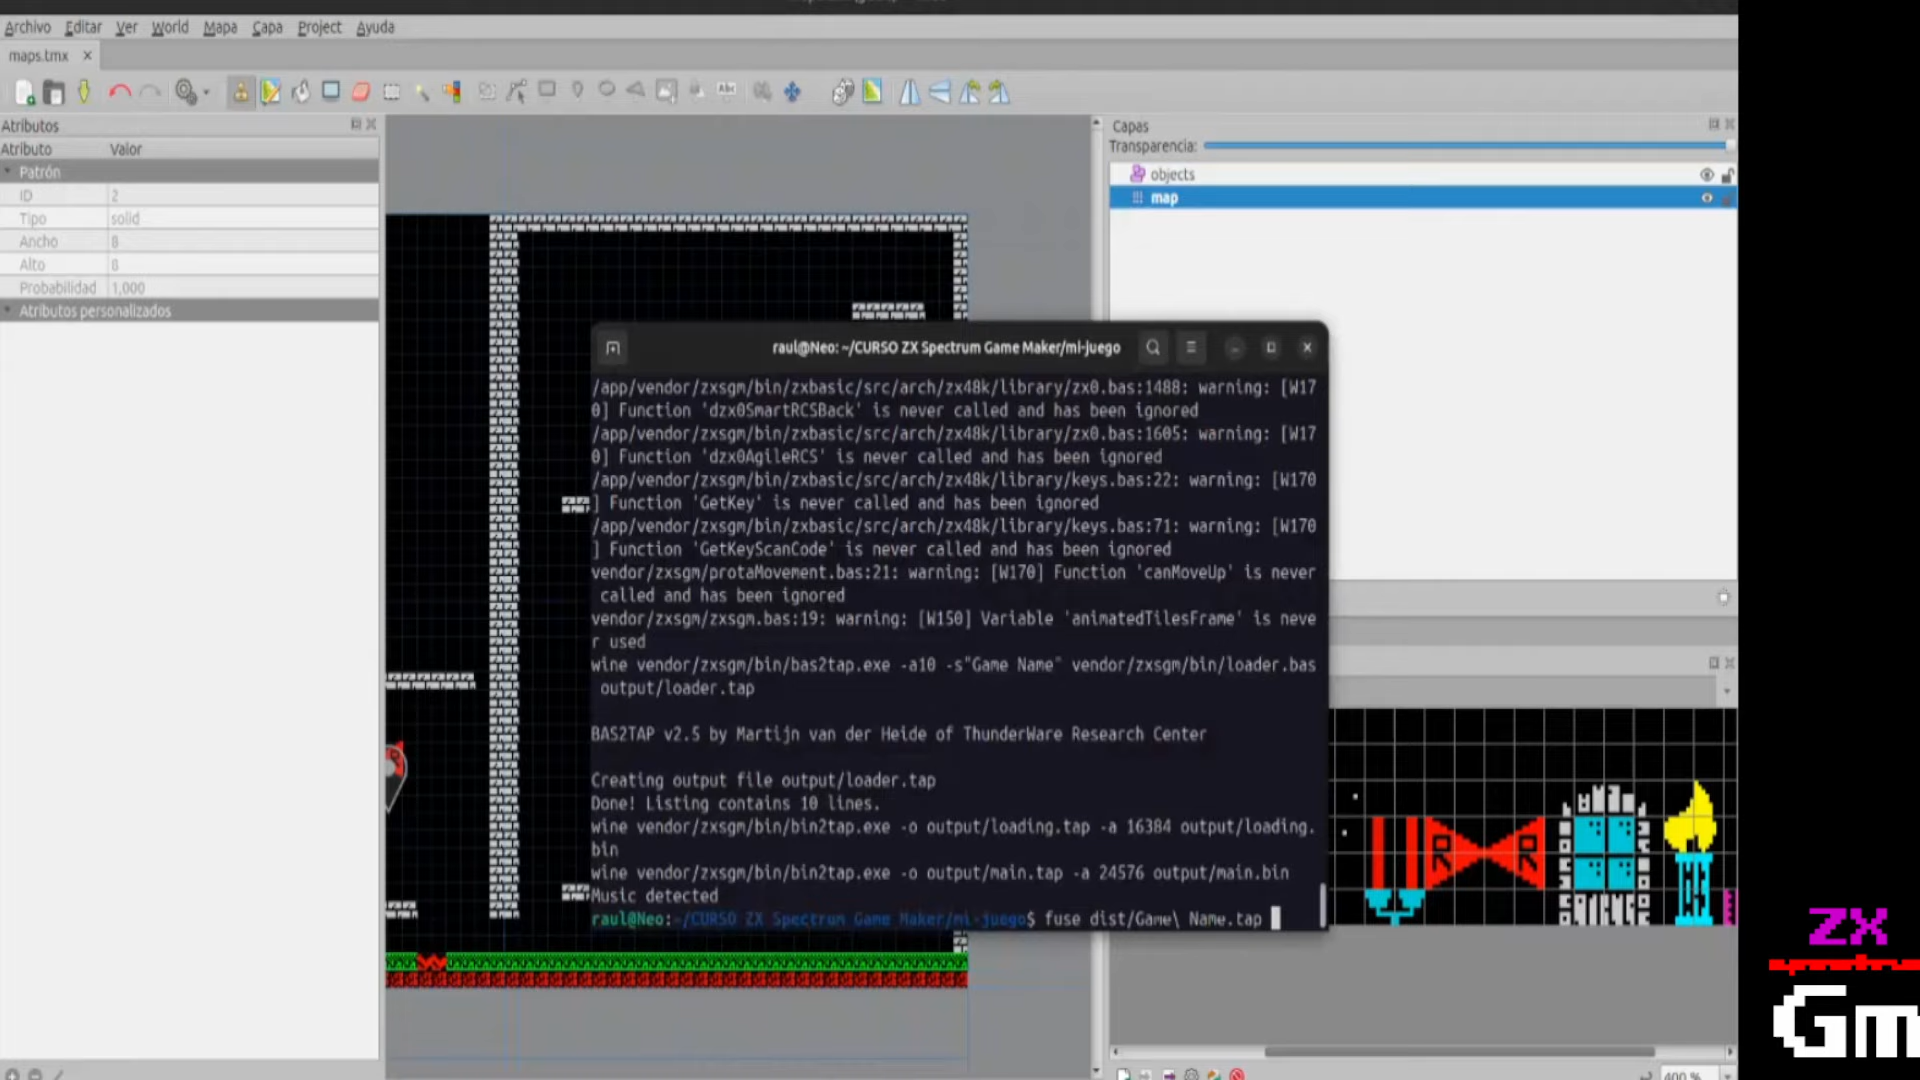 Archivo Editar Ver World Mapa Capa Project Ayuda
maps.tmx
Atributos
Atributo Valor
Patrón
ID 2
Tipo solid
Ancho 8
Alto 8
Probabilidad 1,000
Atributos personalizados
Abc
Capas
Transparencia:
objects
map
raul@Neo: ~/CURSO ZX Spectrum Game Maker/mi-juego
/app/vendor/zxsgm/bin/zxbasic/src/arch/zx48k/library/zx0.bas:1488: warning: [W17
0] Function 'dzx0SmartRCSBack' is never called and has been ignored
/app/vendor/zxsgm/bin/zxbasic/src/arch/zx48k/library/zx0.bas:1605: warning: [W17
0] Function 'dzx0AgileRCS' is never called and has been ignored
/app/vendor/zxsgm/bin/zxbasic/src/arch/zx48k/library/keys.bas:22: warning: [W170
] Function 'GetKey' is never called and has been ignored
/app/vendor/zxsgm/bin/zxbasic/src/arch/zx48k/library/keys.bas:71: warning: [W170
] Function 'GetKeyScanCode' is never called and has been ignored
vendor/zxsgm/protaMovement.bas:21: warning: [W170] Function 'canMoveUp' is never
called and has been ignored
vendor/zxsgm/zxsgm.bas:19: warning: [W150] Variable 'animatedTilesFrame' is neve
r used
wine vendor/zxsgm/bin/bas2tap.exe -a10 -s"Game Name" vendor/zxsgm/bin/loader.bas
output/loader.tap
BAS2TAP v2.5 by Martijn van der Heide of ThunderWare Research Center
Creating output file output/loader.tap
Done! Listing contains 10 lines.
wine vendor/zxsgm/bin/bin2tap.exe -o output/loading.tap -a 16384 output/loading.
bin
wine vendor/zxsgm/bin/bin2tap.exe -o output/main.tap -a 24576 output/main.bin
Music detected
raul@Neo:~/CURSO ZX Spectrum Game Maker/mi-juego$ fuse dist/Game\ Name.tap
400 %
ZX
Gm